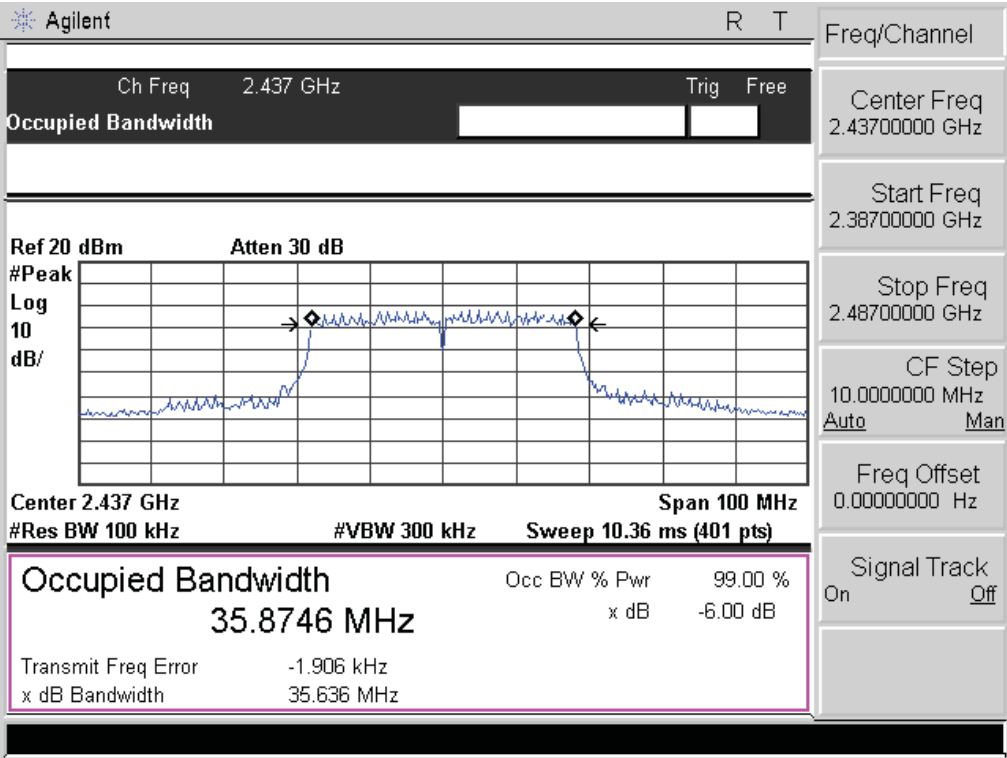 Agilent R T
Ch Freq 2.437 GHz Trig Free
Occupied Bandwidth
Ref 20 dBm Atten 30 dB
#Peak
Log
10
dB/
Center 2.437 GHz Span 100 MHz
#Res BW 100 kHz #VBW 300 kHz Sweep 10.36 ms (401 pts)
Occupied Bandwidth
35.8746 MHz
Occ BW % Pwr 99.00 %
x dB -6.00 dB
Transmit Freq Error -1.906 kHz
x dB Bandwidth 35.636 MHz
Freq/Channel
Center Freq
2.43700000 GHz
Start Freq
2.38700000 GHz
Stop Freq
2.48700000 GHz
CF Step
10.0000000 MHz
Auto Man
Freq Offset
0.00000000 Hz
Signal Track
On Off